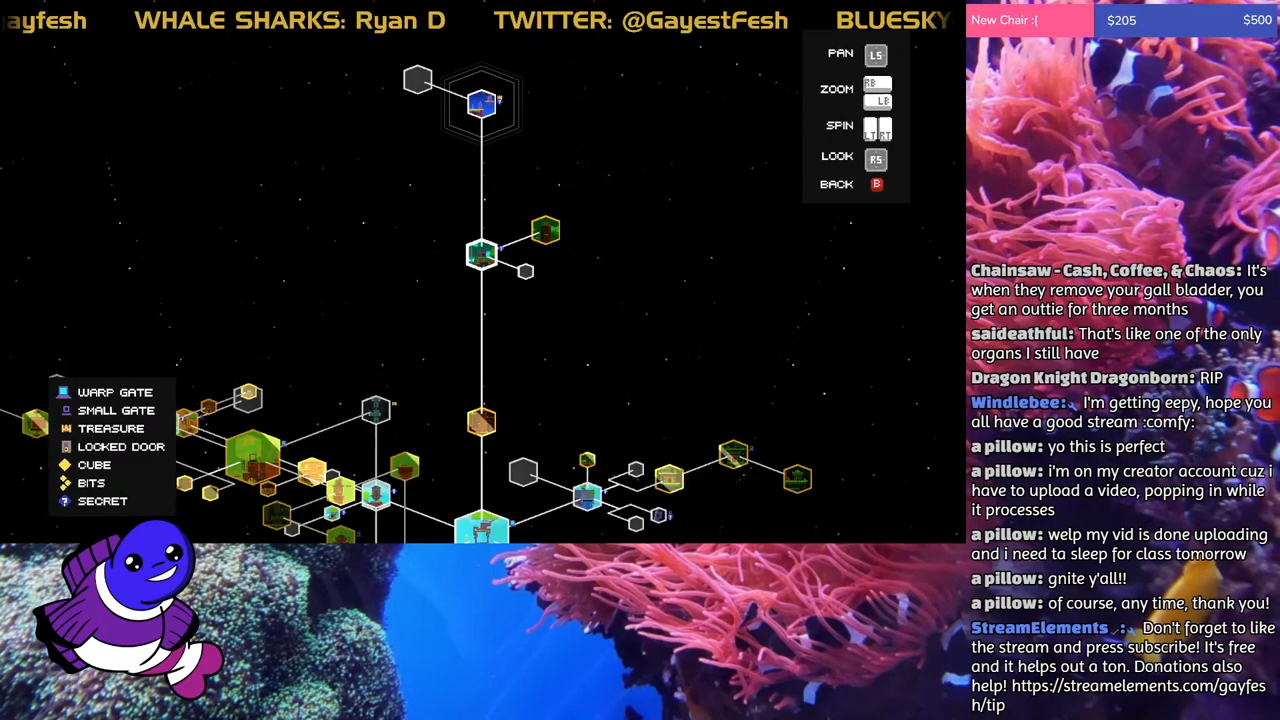 ayfesh WHALE SHARKS: Ryan D TWITTER: @GayestFesh BLUESKY
New Chair :( $205 $500
PAN LS
ZOOM RB LB
SPIN LT RT
LOOK RS
BACK B
WARP GATE
SMALL GATE
TREASURE
LOCKED DOOR
CUBE
BITS
SECRET
Chainsaw - Cash, Coffee, & Chaos: It's
when they remove your gall bladder, you
get an outtie for three months
saideathful: That's like one of the only
organs I still have
Dragon Knight Dragonborn: RIP
Windlebee: I'm getting eepy, hope you
all have a good stream :comfy:
a pillow: yo this is perfect
a pillow: i'm on my creator account cuz i
have to upload a video, popping in while
it processes
a pillow: welp my vid is done uploading
and i need ta sleep for class tomorrow
a pillow: gnite y'all!!
a pillow: of course, any time, thank you!
StreamElements : Don't forget to like
the stream and press subscribe! It's free
and it helps out a ton. Donations also
help! https://streamelements.com/gayfes
h/tip